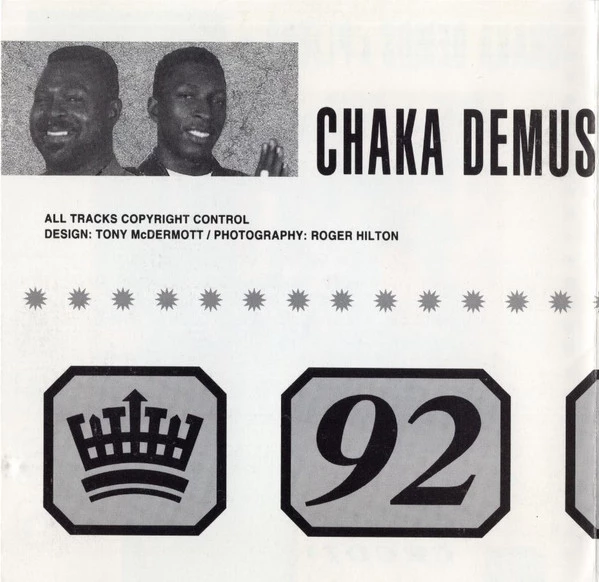 CHAKA DEMUS
ALL TRACKS COPYRIGHT CONTROL
DESIGN: TONY McDERMOTT / PHOTOGRAPHY: ROGER HILTON
92